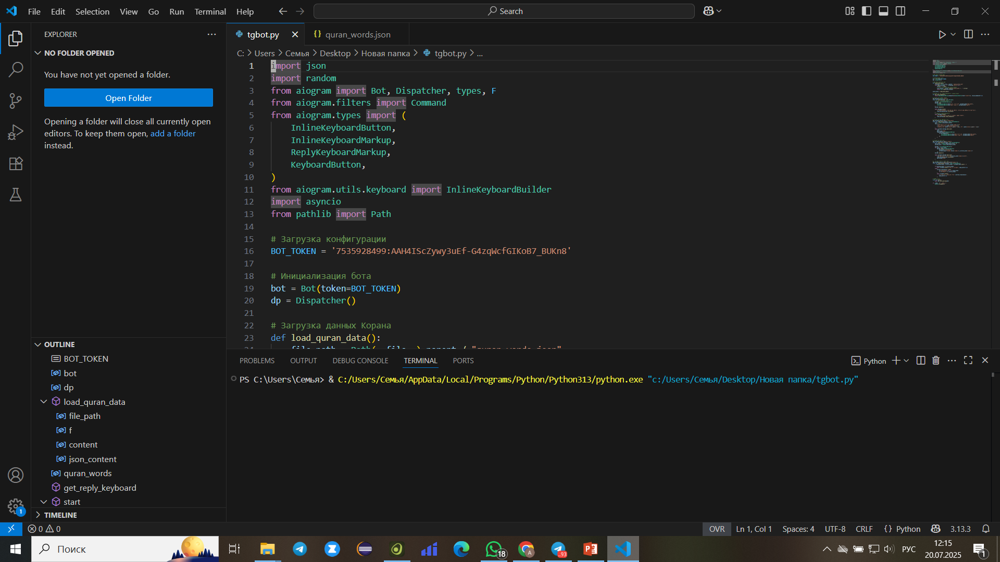 File Edit Selection View Go Run Terminal Help
Search
EXPLORER
NO FOLDER OPENED
You have not yet opened a folder.
Open Folder
Opening a folder will close all currently open
editors. To keep them open, add a folder
instead.
OUTLINE
BOT_TOKEN
bot
dp
load_quran_data
file_path
f
content
json_content
quran_words
get_reply_keyboard
start
TIMELINE
tgbot.py
quran_words.json
C: > Users > Семья > Desktop > Новая папка > tgbot.py > ...
1 import json
2 import random
3 from aiogram import Bot, Dispatcher, types, F
4 from aiogram.filters import Command
5 from aiogram.types import (
6 InlineKeyboardButton,
7 InlineKeyboardMarkup,
8 ReplyKeyboardMarkup,
9 KeyboardButton,
10 )
11 from aiogram.utils.keyboard import InlineKeyboardBuilder
12 import asyncio
13 from pathlib import Path
14
15 # Загрузка конфигурации
16 BOT_TOKEN = '7535928499:AAH4IScZywy3uEf-G4zqWcfGIKoB7_BUKn8'
17
18 # Инициализация бота
19 bot = Bot(token=BOT_TOKEN)
20 dp = Dispatcher()
21
22 # Загрузка данных Корана
23 def load_quran_data():
PROBLEMS OUTPUT DEBUG CONSOLE TERMINAL PORTS
Python
PS C:\Users\Семья> & C:/Users/Семья/AppData/Local/Programs/Python/Python313/python.exe "c:/Users/Семья/Desktop/Новая папка/tgbot.py"
1
0 0
OVR Ln 1, Col 1 Spaces: 4 UTF-8 CRLF {} Python 3.13.3
Поиск
18
..93
РУС
12:15
20.07.2025
1